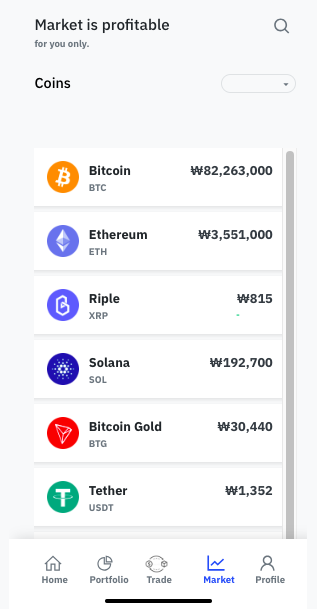 Market is profitable
for you only.
Coins
Bitcoin ₩82,263,000
BTC
Ethereum ₩3,551,000
ETH
Riple ₩815
XRP -
Solana ₩192,700
SOL
Bitcoin Gold ₩30,440
BTG
Tether ₩1,352
USDT
Home Portfolio Trade Market Profile